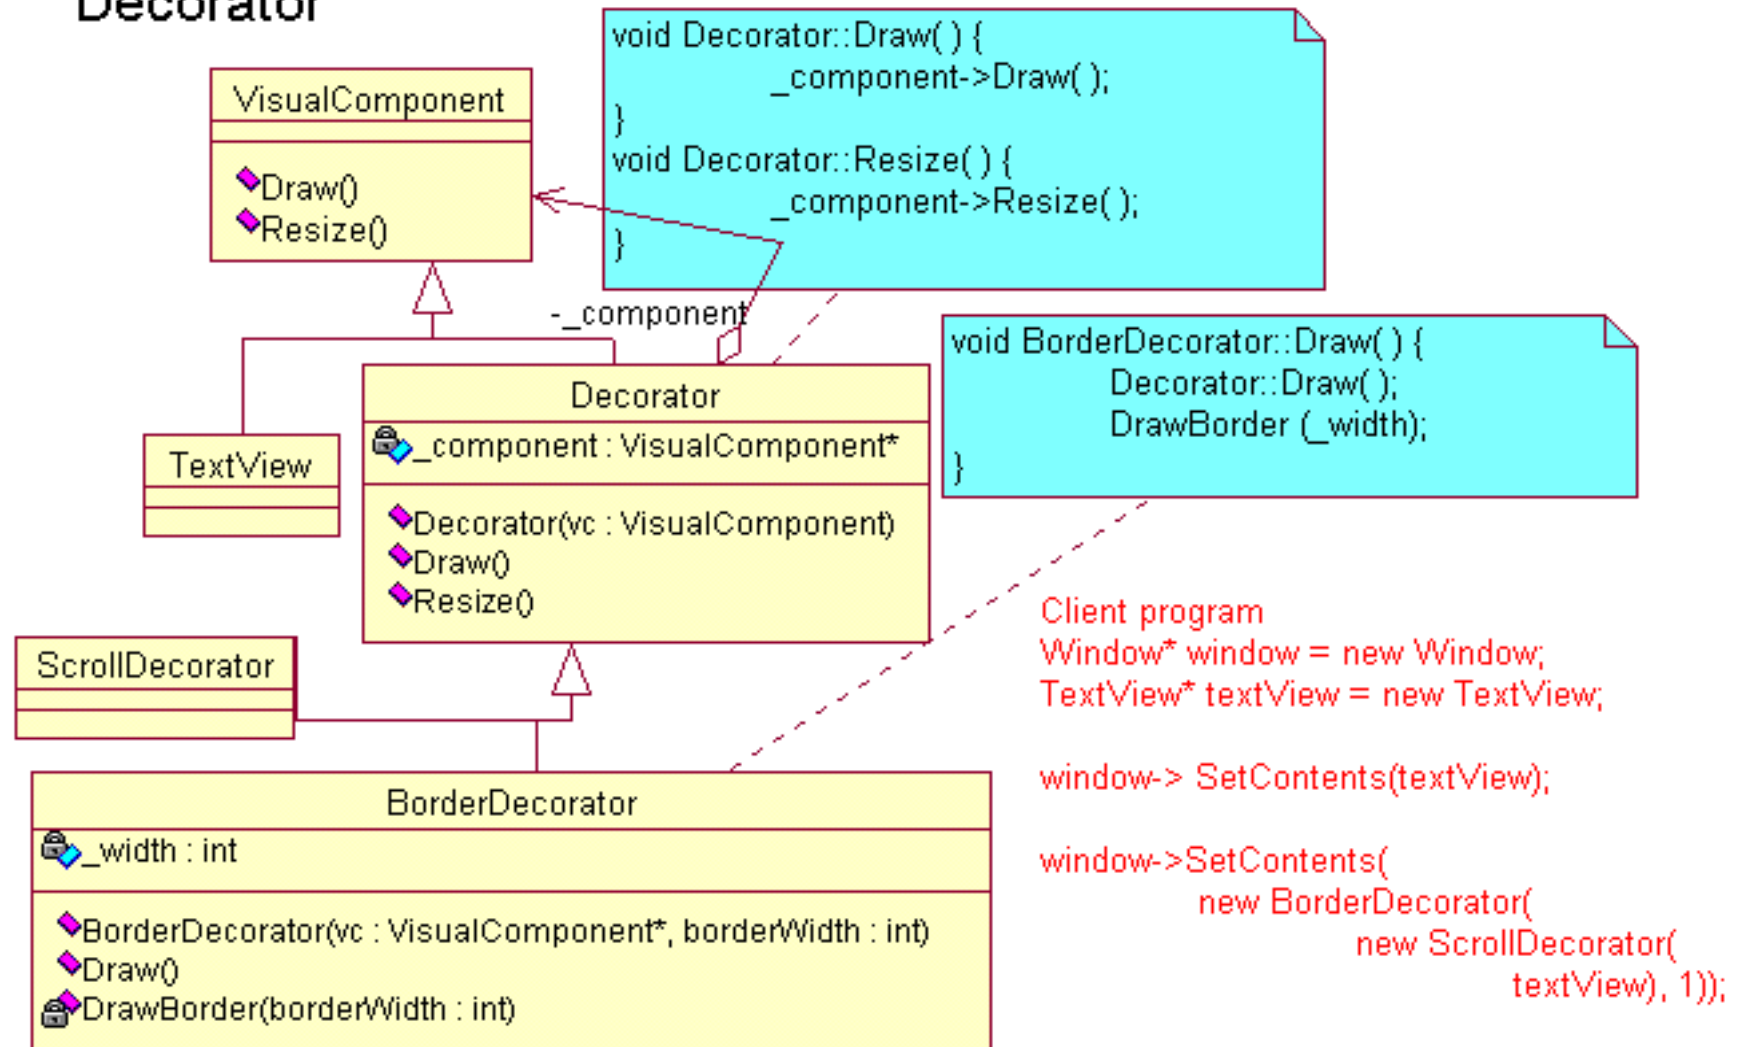 Decorator
VisualComponent
Draw()
Resize()
void Decorator::Draw( ) {
_component->Draw( );
}
void Decorator::Resize( ) {
_component->Resize( );
}
-_component
void BorderDecorator::Draw( ) {
Decorator::Draw( );
DrawBorder (_width);
}
TextView
Decorator
_component : VisualComponent*
Decorator(vc : VisualComponent)
Draw()
Resize()
ScrollDecorator
BorderDecorator
_width : int
BorderDecorator(vc : VisualComponent*, borderWidth : int)
Draw()
DrawBorder(borderWidth : int)
Client program
Window* window = new Window;
TextView* textView = new TextView;
window-> SetContents(textView);
window->SetContents(
new BorderDecorator(
new ScrollDecorator(
textView), 1));